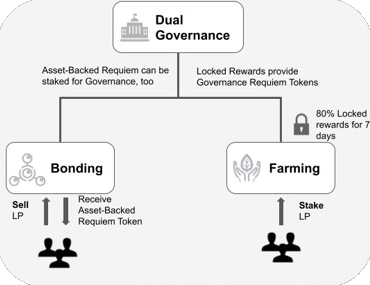 Dual
Governance
Asset-Backed Requiem can be
staked for Governance, too
Locked Rewards provide
Governance Requiem Tokens
80% Locked
rewards for 7
days
Bonding
Farming
Sell
LP
Receive
Asset-Backed
Requiem Token
Stake
LP